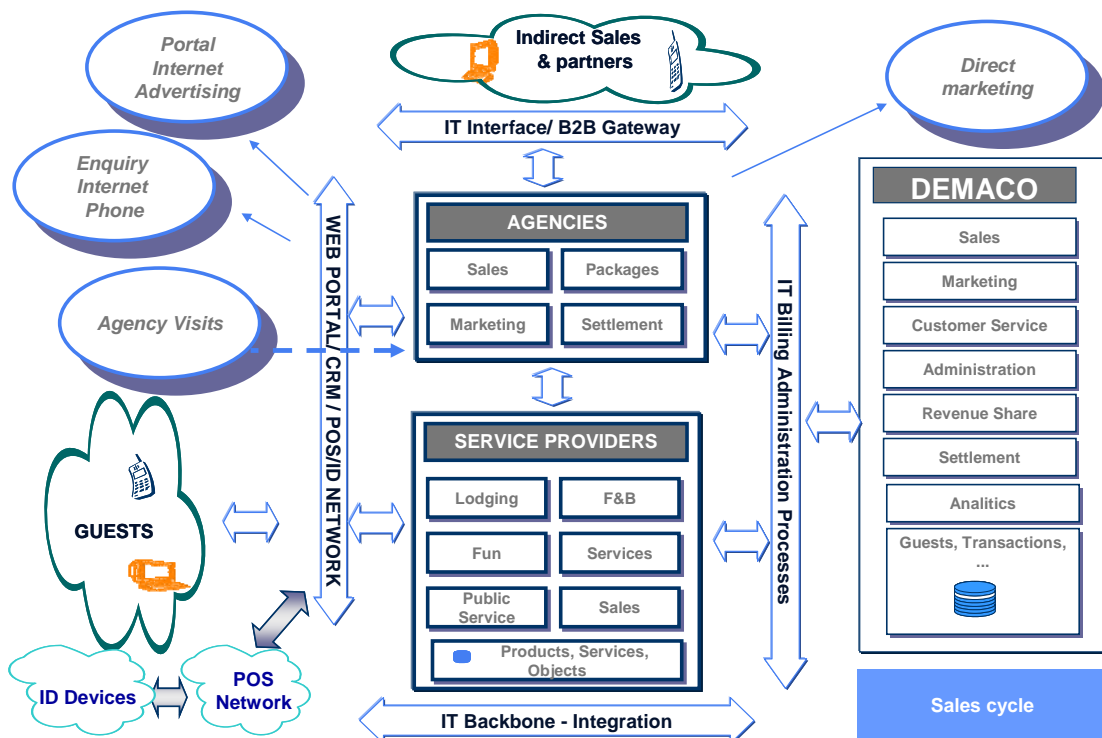 Portal
Internet
Advertising
Indirect Sales
& partners
Direct
marketing
IT Interface/ B2B Gateway
Enquiry
Internet
Phone
Agency Visits
WEB PORTAL/ CRM / POS/ID NETWORK
AGENCIES
Sales
Packages
Marketing
Settlement
IT Billing Administration Processes
DEMACO
Sales
Marketing
Customer Service
Administration
Revenue Share
Settlement
Analitics
Guests, Transactions,
...
SERVICE PROVIDERS
Lodging
F&B
Fun
Services
Public
Service
Sales
Products, Services,
Objects
GUESTS
ID Devices
POS
Network
IT Backbone - Integration
Sales cycle